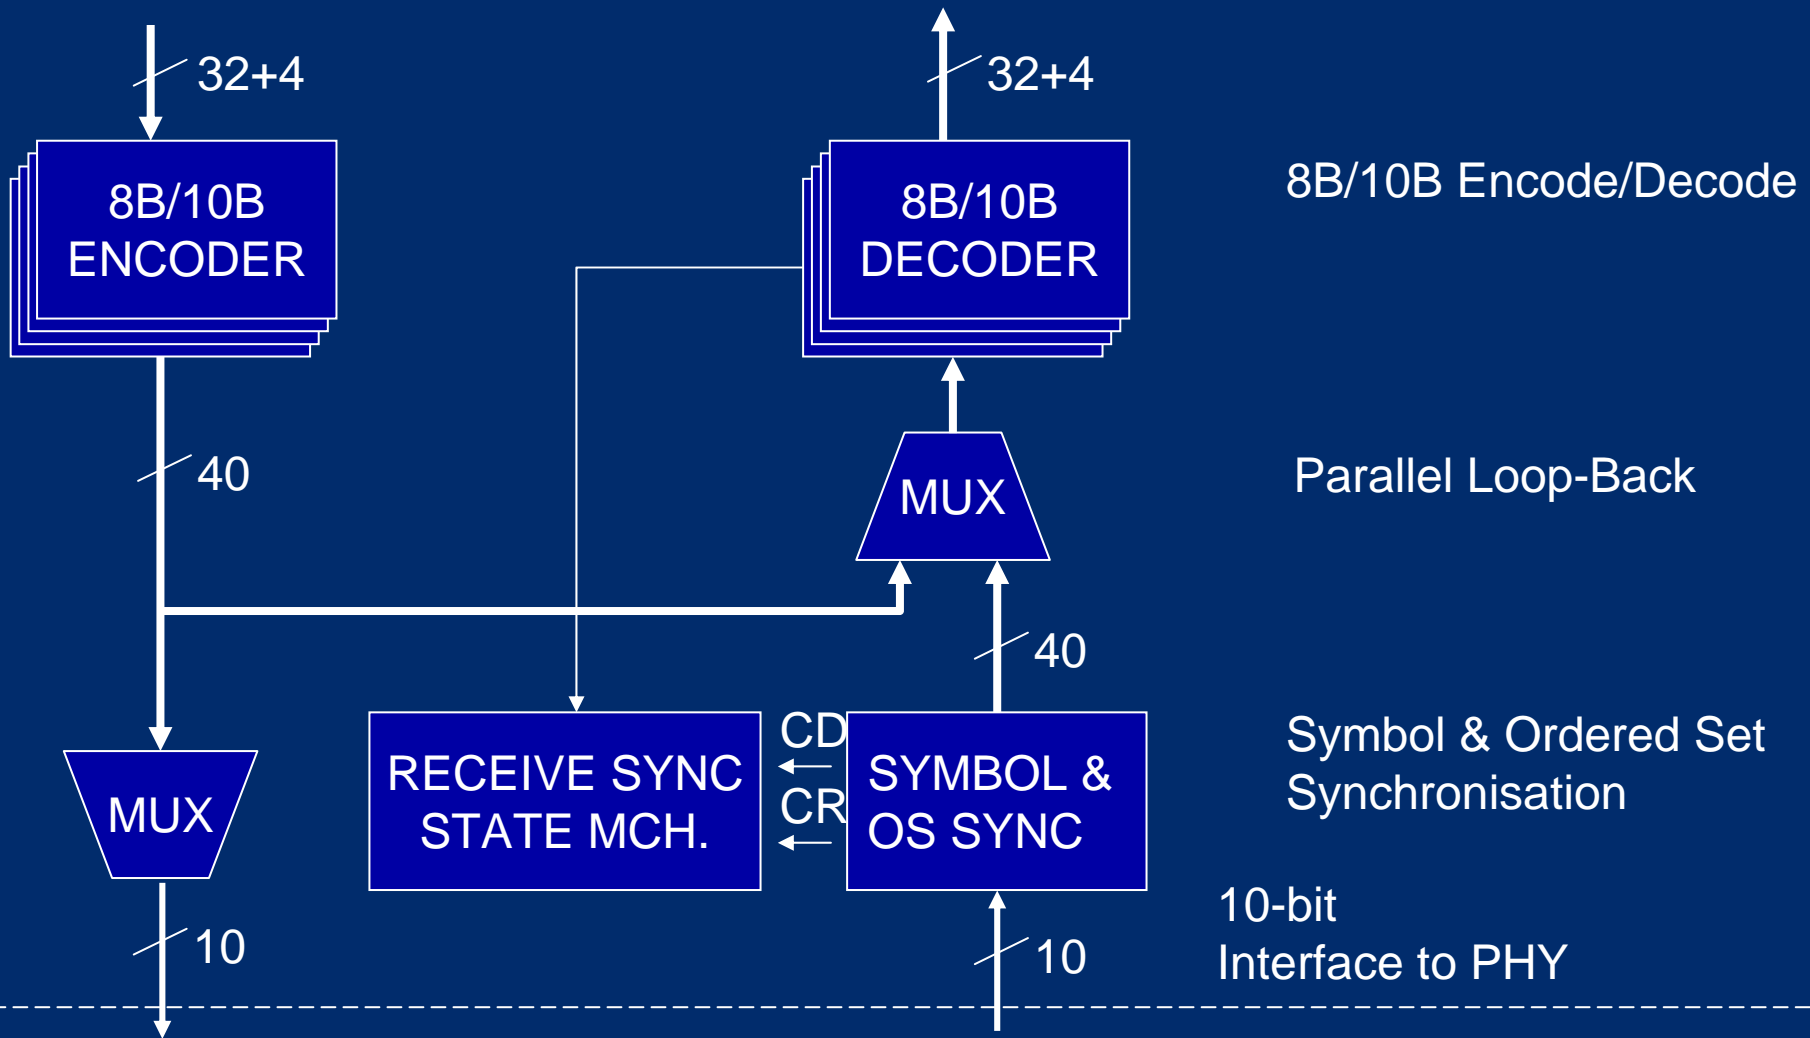 32+4
32+4
8B/10B
ENCODER
8B/10B
DECODER
8B/10B Encode/Decode
40
MUX
Parallel Loop-Back
40
MUX
RECEIVE SYNC
STATE MCH.
CD
CR
SYMBOL &
OS SYNC
Symbol & Ordered Set
Synchronisation
10
10
10-bit
Interface to PHY